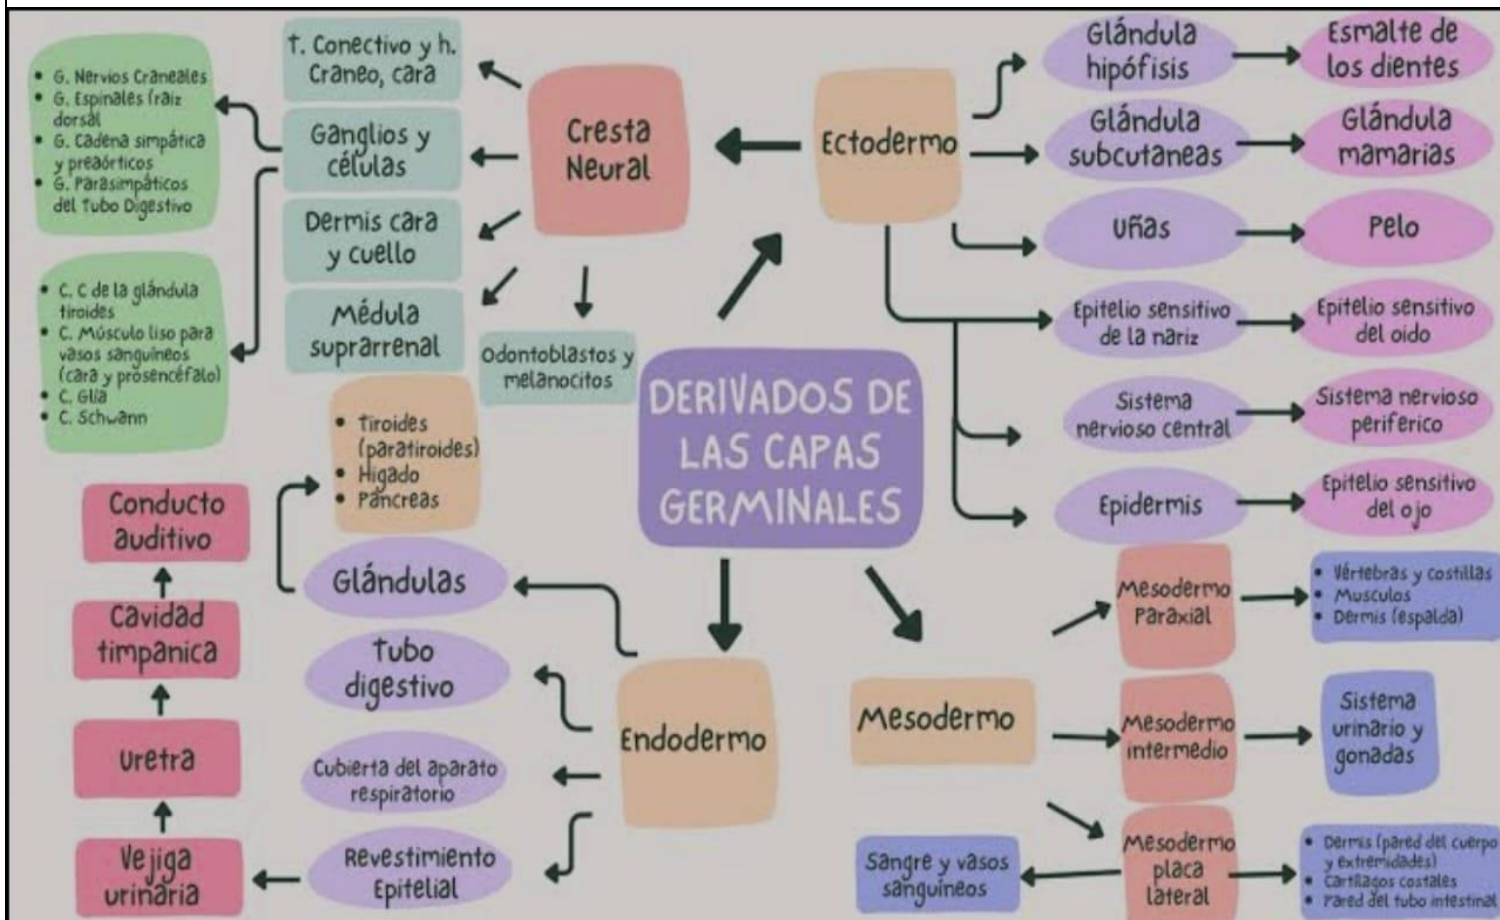 T. Conectivo y h.
Craneo, cara
Ganglios y
células
Dermis cara
y cuello
Médula
suprarrenal
Odontoblastos y
melanocitos
Cresta
Neural
Ectodermo
• G. Nervios Craneales
• G. Espinales (raiz
dorsal
• G. Cadena simpática
y preaórticos
• G. Parasimpáticos
del Tubo Digestivo
• C. C de la glándula
tiroides
• C. Músculo liso para
vasos sanguíneos
(cara y prosencéfalo)
• C. Glía
• C. Schwann
Glándula
hipófisis
Esmalte de
los dientes
Glándula
subcutaneas
Glándula
mamarias
Uñas
Pelo
Epitelio sensitivo
de la nariz
Epitelio sensitivo
del oido
Sistema
nervioso central
Sistema nervioso
periferico
Epidermis
Epitelio sensitivo
del ojo
DERIVADOS DE
LAS CAPAS
GERMINALES
• Tiroides
(paratiroides)
• Higado
• Páncreas
Glándulas
Tubo
digestivo
Cubierta del aparato
respiratorio
Revestimiento
Epitelial
Endodermo
Conducto
auditivo
Cavidad
timpanica
Uretra
Vejiga
urinaria
Mesodermo
Mesodermo
Paraxial
• Vértebras y costillas
• Musculos
• Dermis (espalda)
Mesodermo
intermedio
Sistema
urinario y
gonadas
Mesodermo
placa
lateral
Sangre y vasos
sanguíneos
• Dermis (pared del cuerpo
y extremidades)
• Cartílagos costales
• Pared del tubo intestinal